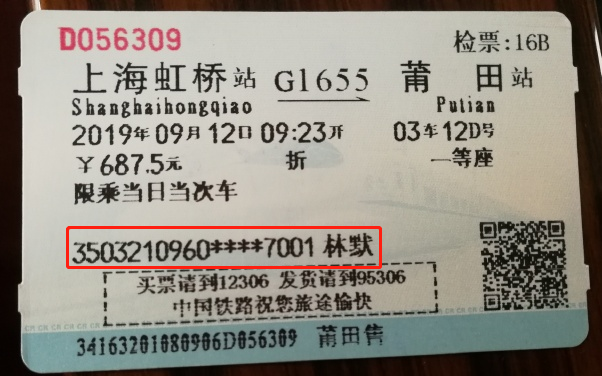 D056309 检票:16B
上海虹桥站 G1655 莆田站
Shanghaihongqiao Putian
2019年09月12日09:23开 03车12D号
￥687.5元 折 一等座
限乘当日当次车
3503210960****7001 林默
买票请到12306 发货请到95306
中国铁路祝您旅途愉快
34163201080906D056309 莆田售